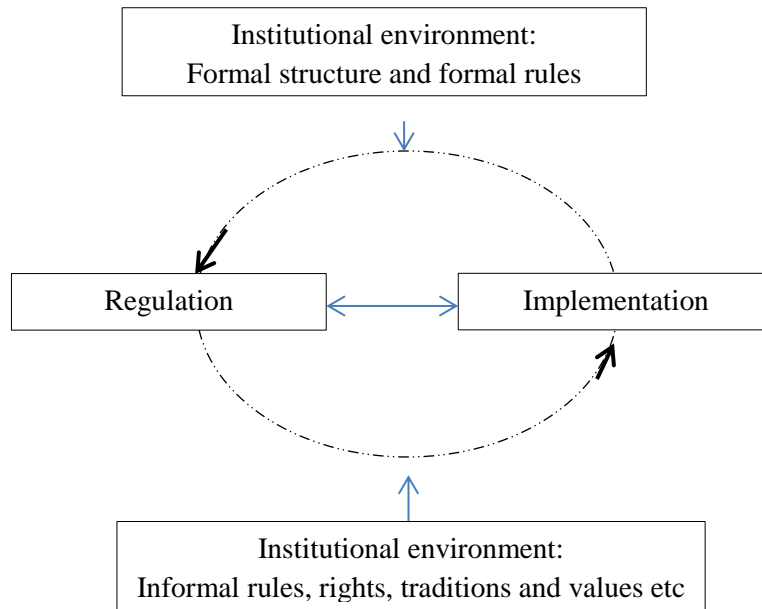 Institutional environment:
Formal structure and formal rules
Regulation
Implementation
Institutional environment:
Informal rules, rights, traditions and values etc